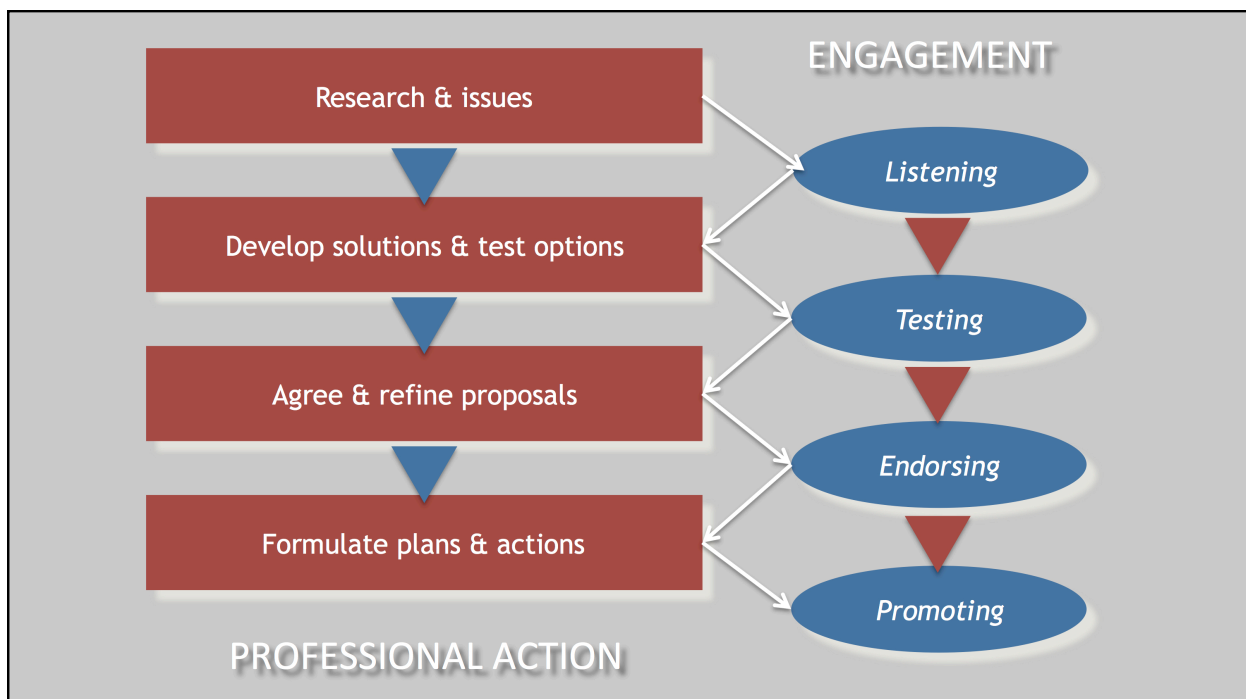 ENGAGEMENT
Research & issues
Listening
Develop solutions & test options
Testing
Agree & refine proposals
Endorsing
Formulate plans & actions
Promoting
PROFESSIONAL ACTION